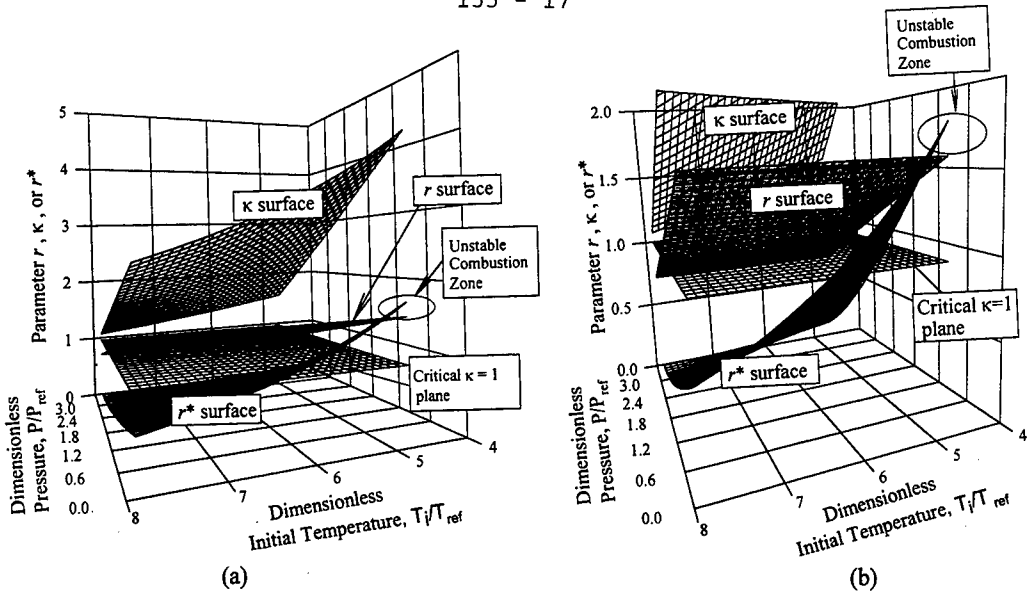 155 - 17
Unstable
Combustion
Zone
5
4
3
2
1
0
Parameter r, κ, or r*
κ surface
r surface
Unstable
Combustion
Zone
Critical κ = 1
plane
r* surface
3.0
2.4
1.8
1.2
0.6
0.0
Dimensionless
Pressure, P/Pref
8
7
6
5
4
Dimensionless
Initial Temperature, Ti/Tref
(a)
2.0
1.5
1.0
0.5
0.0
Parameter r, κ, or r*
κ surface
r surface
Critical κ=1
plane
r* surface
3.0
2.4
1.8
1.2
0.6
0.0
Dimensionless
Pressure, P/Pref
8
7
6
5
4
Dimensionless
Initial Temperature, Ti/Tref
(b)